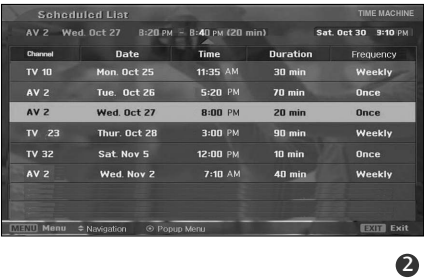 Scheduled List TIME MACHINE
AV 2 Wed. Oct 27 8:20 PM - 8:40 PM (20 min) Sat. Oct 30 9:10 PM
Channel Date Time Duration Frequency
TV 10 Mon. Oct 25 11:35 AM 30 min Weekly
AV 2 Tue. Oct 26 5:20 PM 70 min Once
AV 2 Wed. Oct 27 8:00 PM 20 min Once
TV 23 Thur. Oct 28 3:00 PM 90 min Weekly
TV 32 Sat. Nov 5 12:00 PM 10 min Once
AV 2 Wed. Nov 2 7:10 AM 40 min Weekly
MENU Menu Navigation Popup Menu EXIT Exit
2